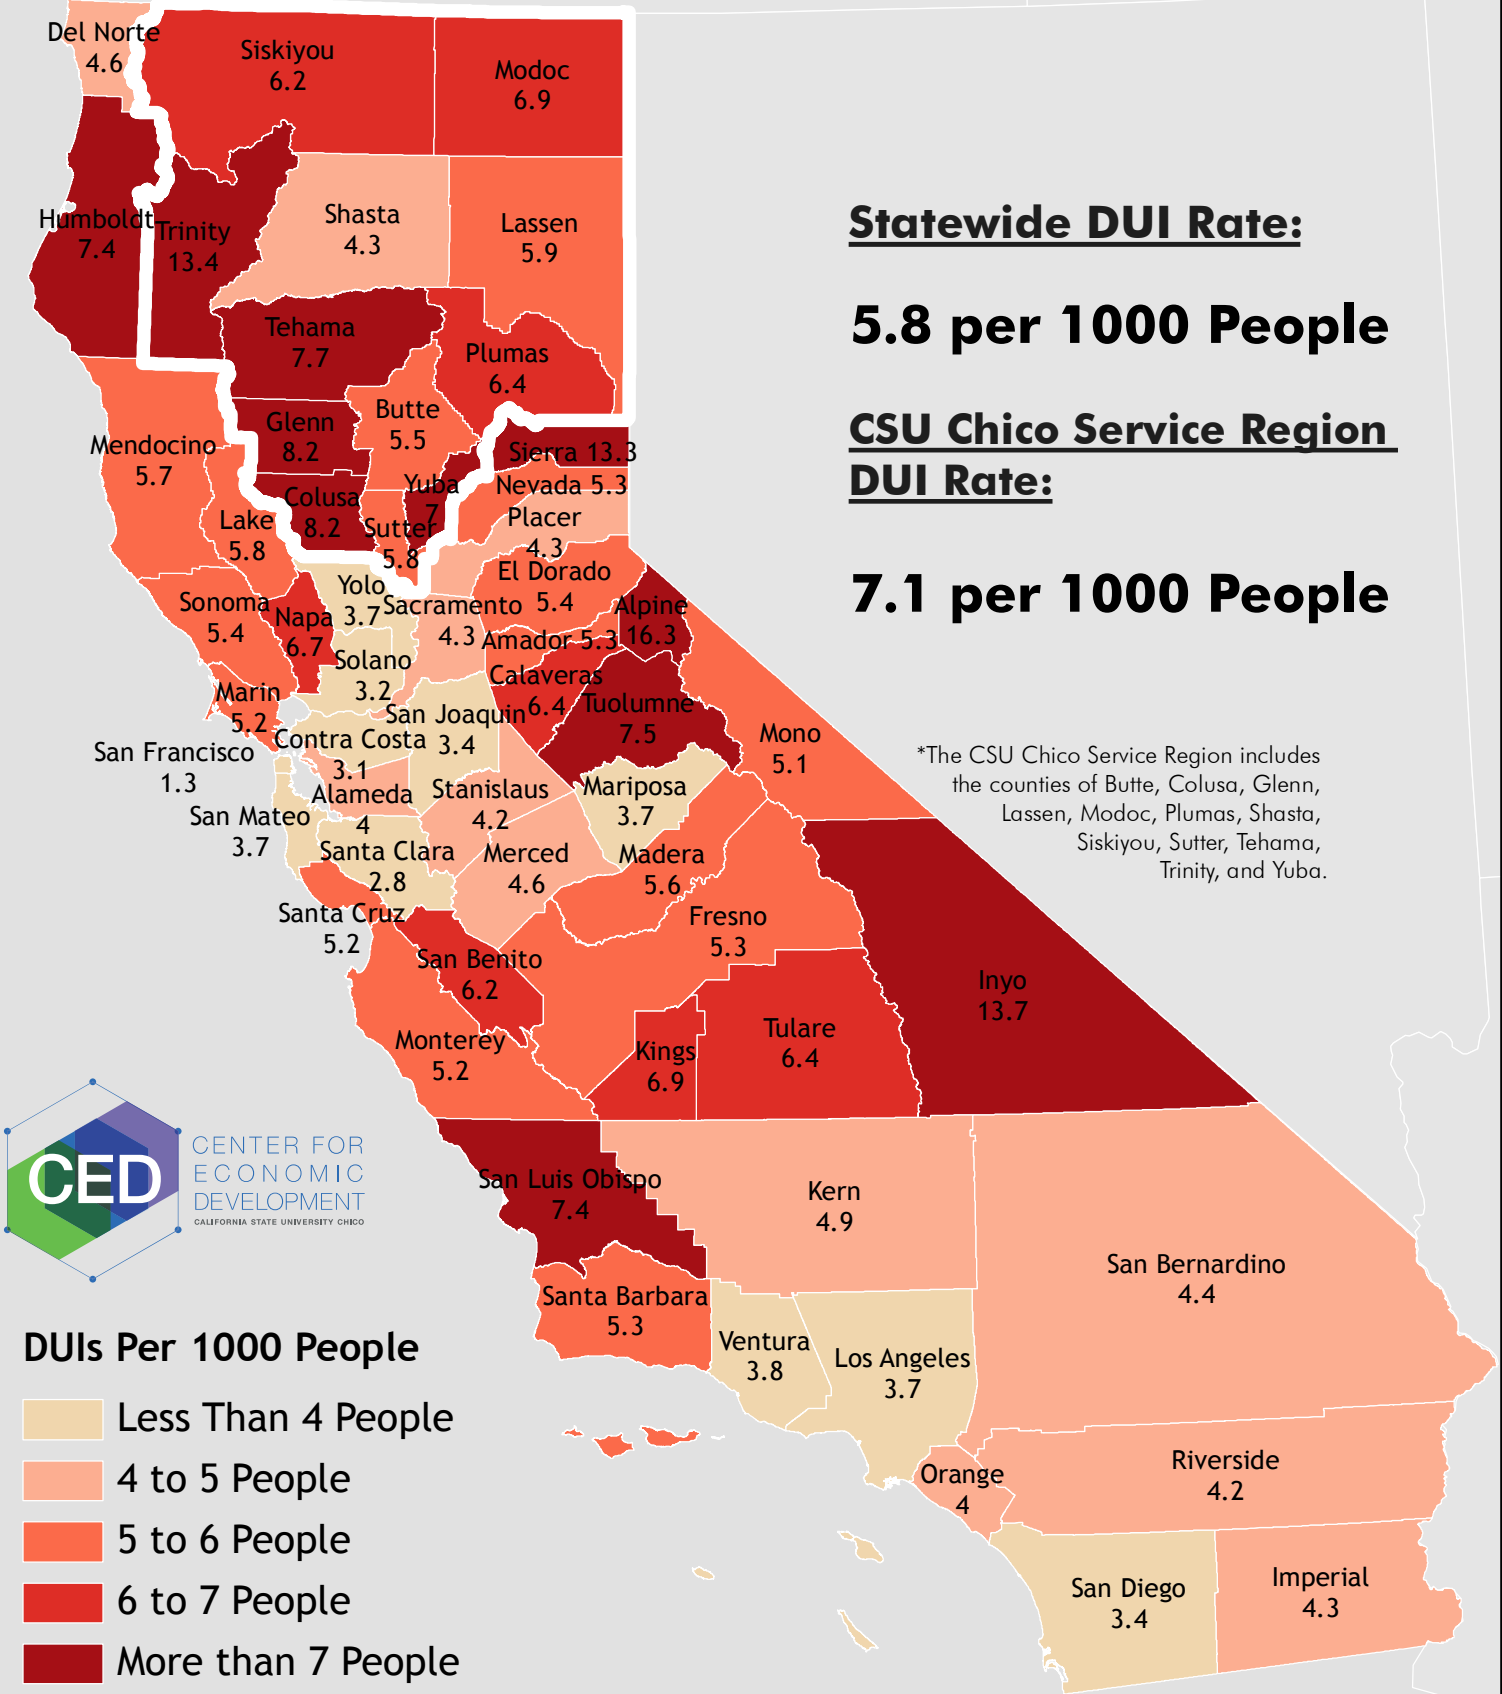 Del Norte
4.6
Siskiyou
6.2
Modoc
6.9
Humboldt
7.4
Trinity
13.4
Shasta
4.3
Lassen
5.9
Tehama
7.7
Plumas
6.4
Glenn
8.2
Butte
5.5
Mendocino
5.7
Sierra 13.3
Colusa
8.2
Yuba
7
Nevada 5.3
Lake
5.8
Sutter
5.8
Placer
4.3
El Dorado
5.4
Yolo
3.7
Sonoma
5.4
Napa
6.7
Sacramento
4.3
Amador 5.3
Alpine
16.3
Solano
3.2
Calaveras
6.4
Marin
5.2
San Joaquin
3.4
Tuolumne
7.5
San Francisco
1.3
Contra Costa
3.1
Mono
5.1
Alameda
4
Stanislaus
4.2
Mariposa
3.7
San Mateo
3.7
Santa Clara
2.8
Merced
4.6
Madera
5.6
Santa Cruz
5.2
Fresno
5.3
San Benito
6.2
Inyo
13.7
Monterey
5.2
Kings
6.9
Tulare
6.4
San Luis Obispo
7.4
Kern
4.9
San Bernardino
4.4
Santa Barbara
5.3
Ventura
3.8
Los Angeles
3.7
Orange
4
Riverside
4.2
San Diego
3.4
Imperial
4.3
Statewide DUI Rate:
5.8 per 1000 People
CSU Chico Service Region
DUI Rate:
7.1 per 1000 People
*The CSU Chico Service Region includes
the counties of Butte, Colusa, Glenn,
Lassen, Modoc, Plumas, Shasta,
Siskiyou, Sutter, Tehama,
Trinity, and Yuba.
CED
CENTER FOR
ECONOMIC
DEVELOPMENT
CALIFORNIA STATE UNIVERSITY CHICO
DUIs Per 1000 People
Less Than 4 People
4 to 5 People
5 to 6 People
6 to 7 People
More than 7 People